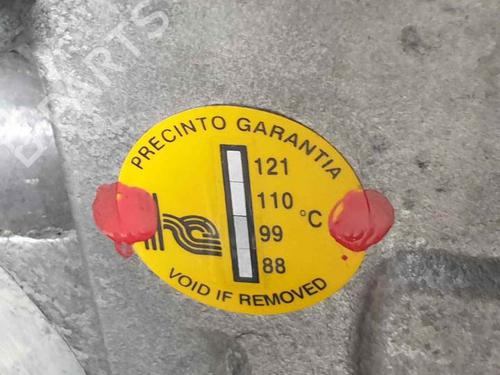 PRECINTO GARANTIA
121
110
°C
99
88
VOID IF REMOVED